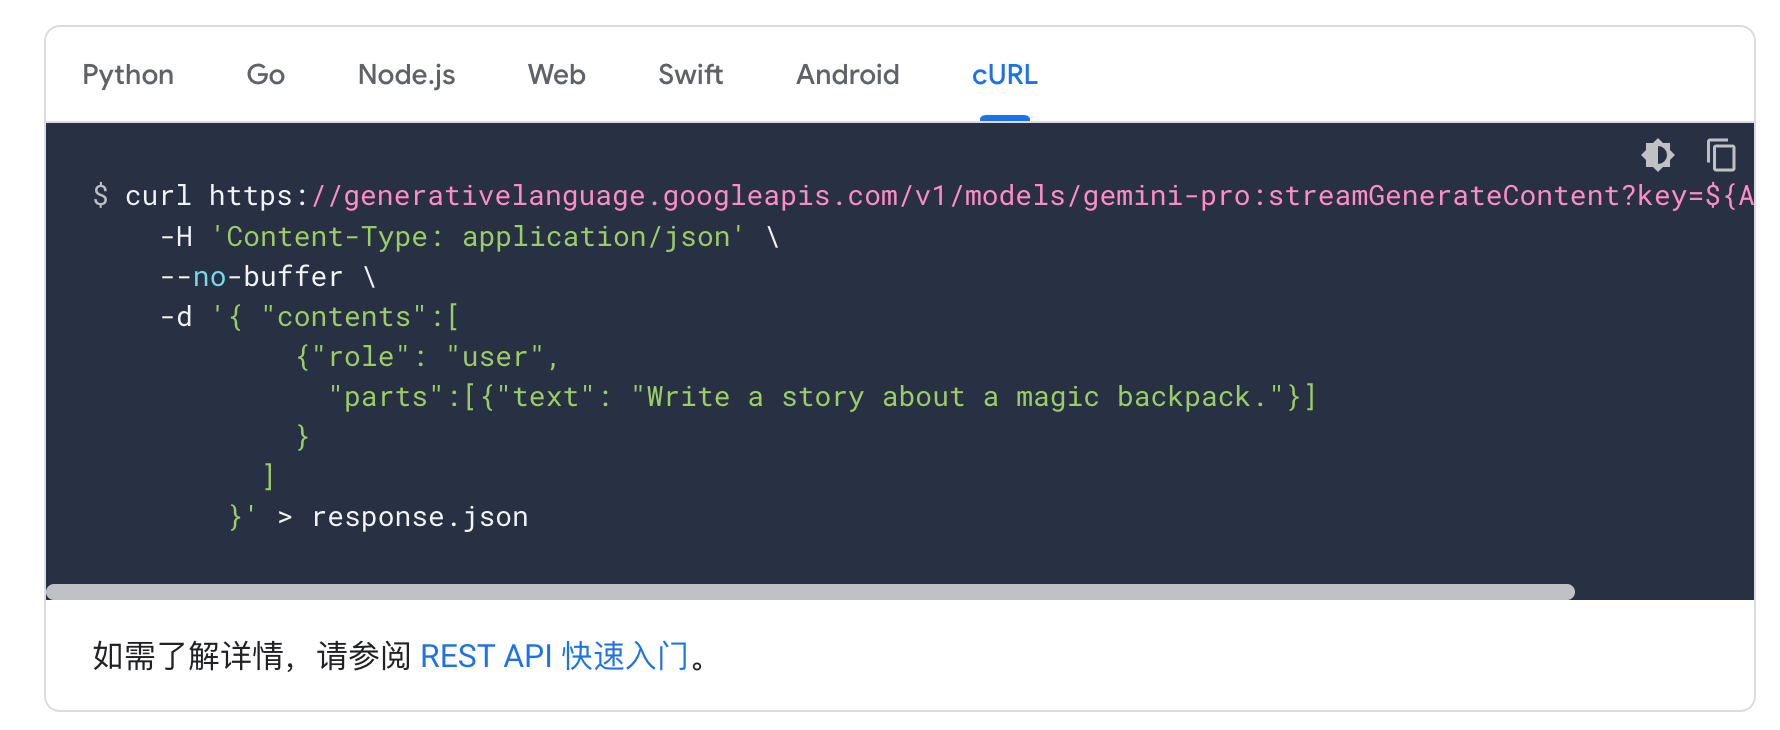 Python Go Node.js Web Swift Android cURL
$ curl https://generativelanguage.googleapis.com/v1/models/gemini-pro:streamGenerateContent?key=${A
-H 'Content-Type: application/json' \
--no-buffer \
-d '{ "contents":[
{"role": "user",
"parts":[{"text": "Write a story about a magic backpack."}]
}
]
}' > response.json
如需了解详情，请参阅 REST API 快速入门。